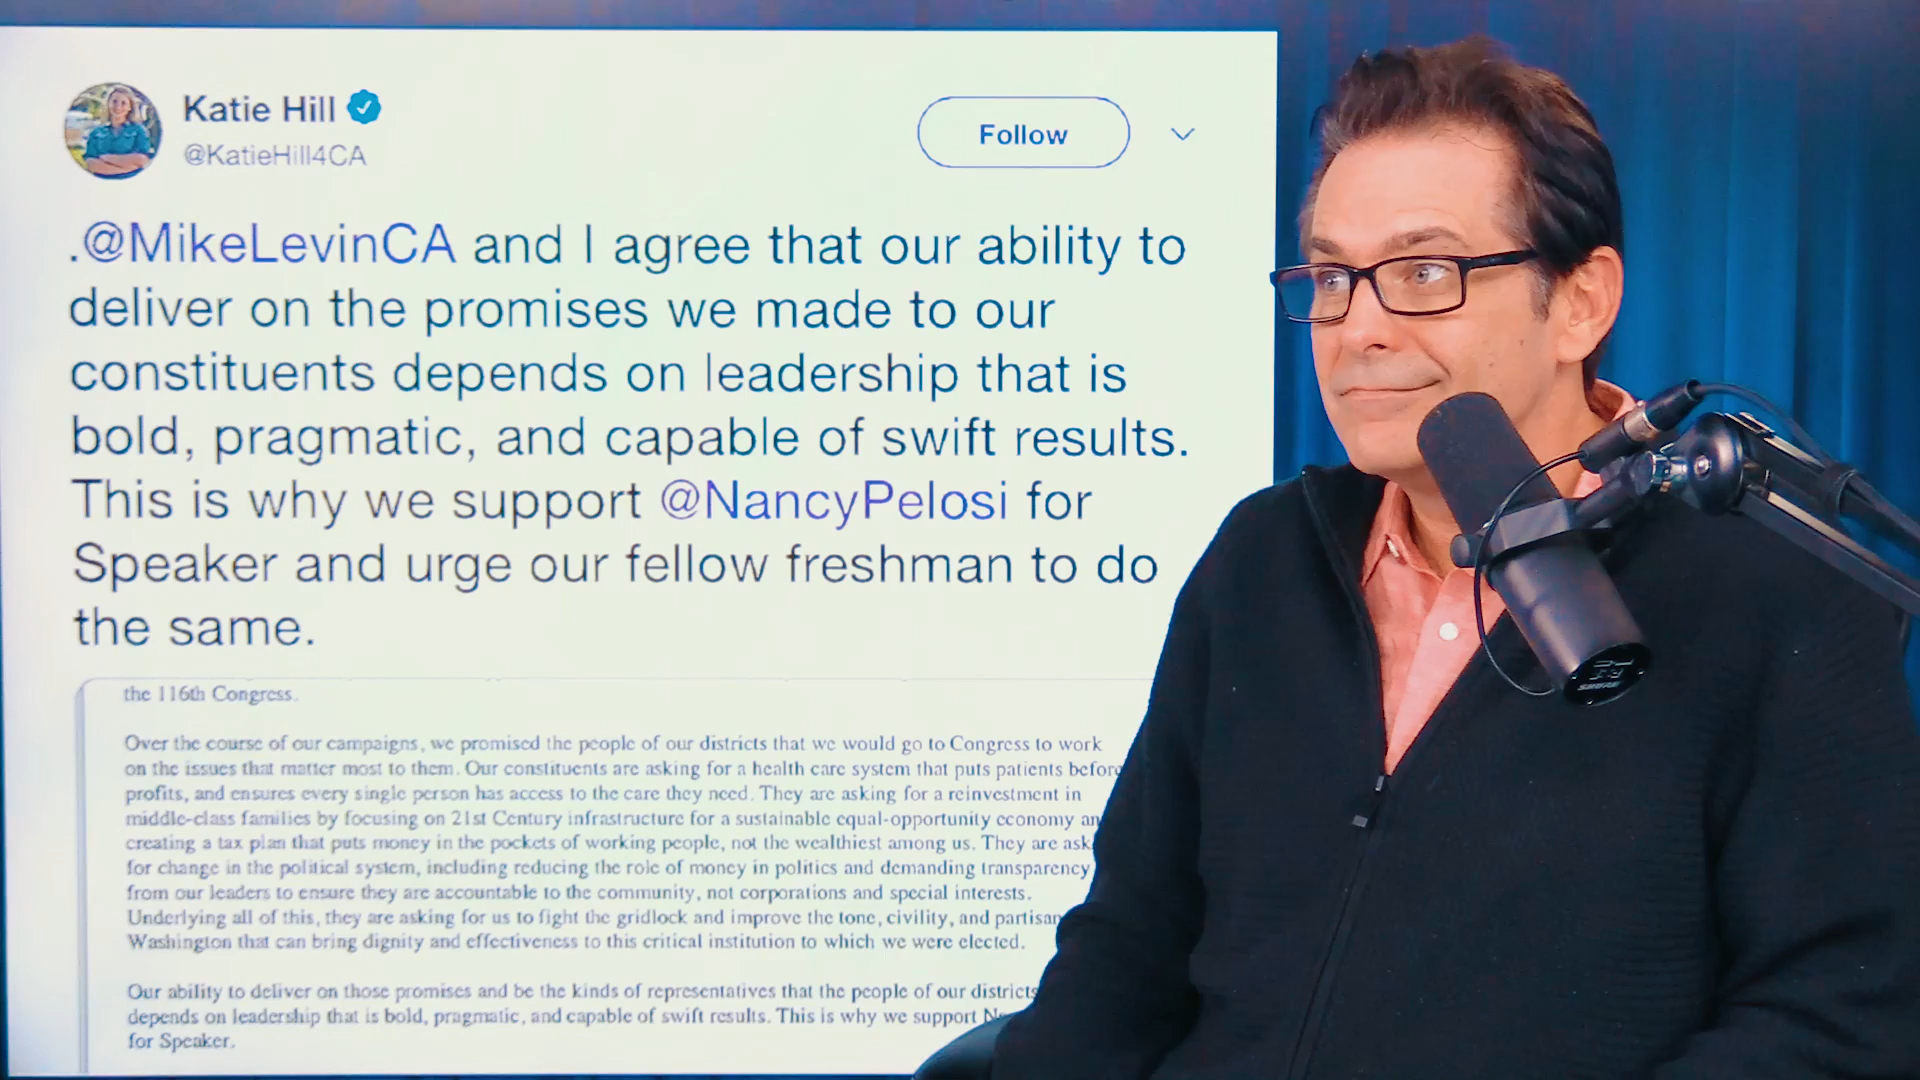 Katie Hill
@KatieHill4CA
Follow
.@MikeLevinCA and I agree that our ability to
deliver on the promises we made to our
constituents depends on leadership that is
bold, pragmatic, and capable of swift results.
This is why we support @NancyPelosi for
Speaker and urge our fellow freshman to do
the same.
the 116th Congress.
Over the course of our campaigns, we promised the people of our districts that we would go to Congress to work
on the issues that matter most to them. Our constituents are asking for a health care system that puts patients before
profits, and ensures every single person has access to the care they need. They are asking for a reinvestment in
middle-class families by focusing on 21st Century infrastructure for a sustainable equal-opportunity economy an
creating a tax plan that puts money in the pockets of working people, not the wealthiest among us. They are ask
for change in the political system, including reducing the role of money in politics and demanding transparency
from our leaders to ensure they are accountable to the community, not corporations and special interests.
Underlying all of this, they are asking for us to fight the gridlock and improve the tone, civility, and partisan
Washington that can bring dignity and effectiveness to this critical institution to which we were elected.
Our ability to deliver on those promises and be the kinds of representatives that the people of our districts
depends on leadership that is bold, pragmatic, and capable of swift results. This is why we support
for Speaker.
SHURE